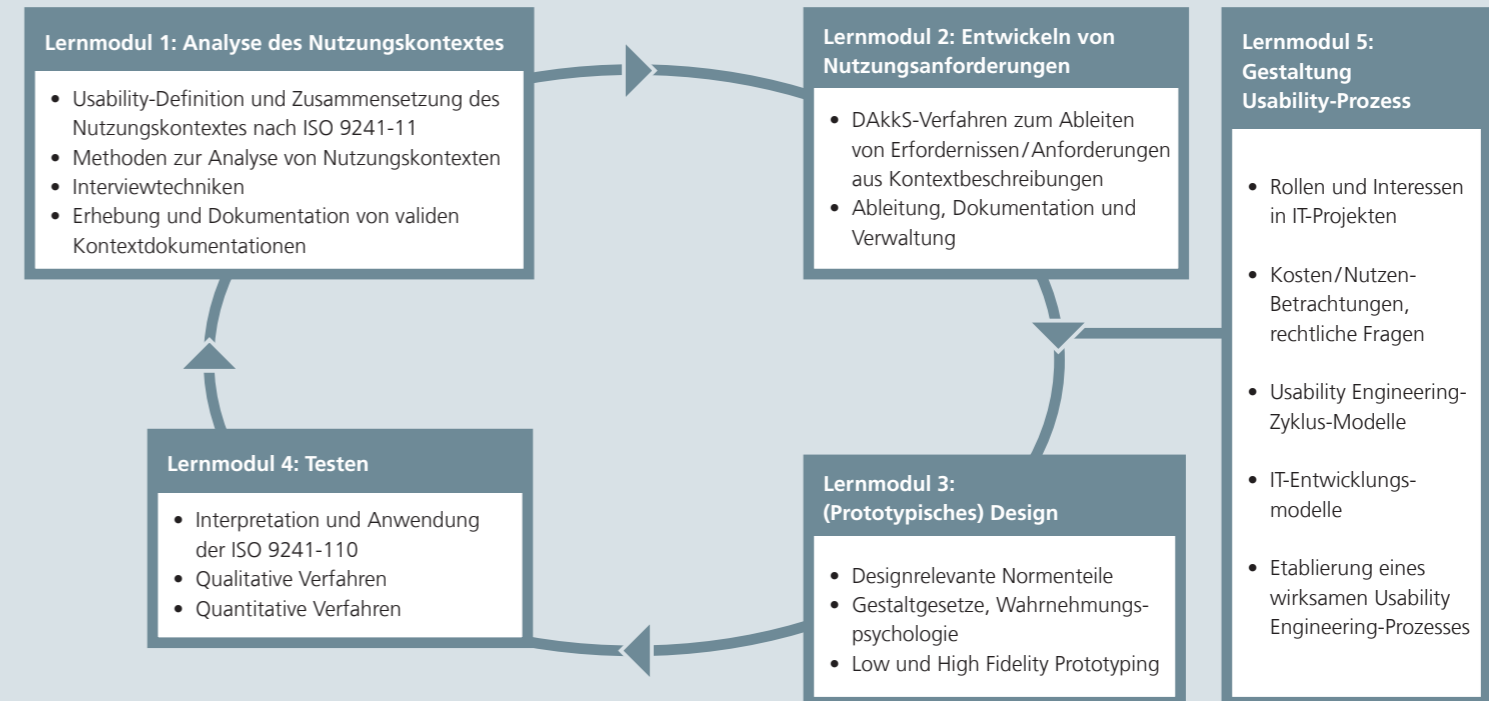 Lernmodul 1: Analyse des Nutzungskontextes
• Usability-Definition und Zusammensetzung des
Nutzungskontextes nach ISO 9241-11
• Methoden zur Analyse von Nutzungskontexten
• Interviewtechniken
• Erhebung und Dokumentation von validen
Kontextdokumentationen
Lernmodul 2: Entwickeln von
Nutzungsanforderungen
• DAkkS-Verfahren zum Ableiten
von Erfordernissen/Anforderungen
aus Kontextbeschreibungen
• Ableitung, Dokumentation und
Verwaltung
Lernmodul 3:
(Prototypisches) Design
• Designrelevante Normenteile
• Gestaltgesetze, Wahrnehmungs-
psychologie
• Low und High Fidelity Prototyping
Lernmodul 4: Testen
• Interpretation und Anwendung
der ISO 9241-110
• Qualitative Verfahren
• Quantitative Verfahren
Lernmodul 5:
Gestaltung
Usability-Prozess
• Rollen und Interessen
in IT-Projekten
• Kosten/Nutzen-
Betrachtungen,
rechtliche Fragen
• Usability Engineering-
Zyklus-Modelle
• IT-Entwicklungs-
modelle
• Etablierung eines
wirksamen Usability
Engineering-Prozesses